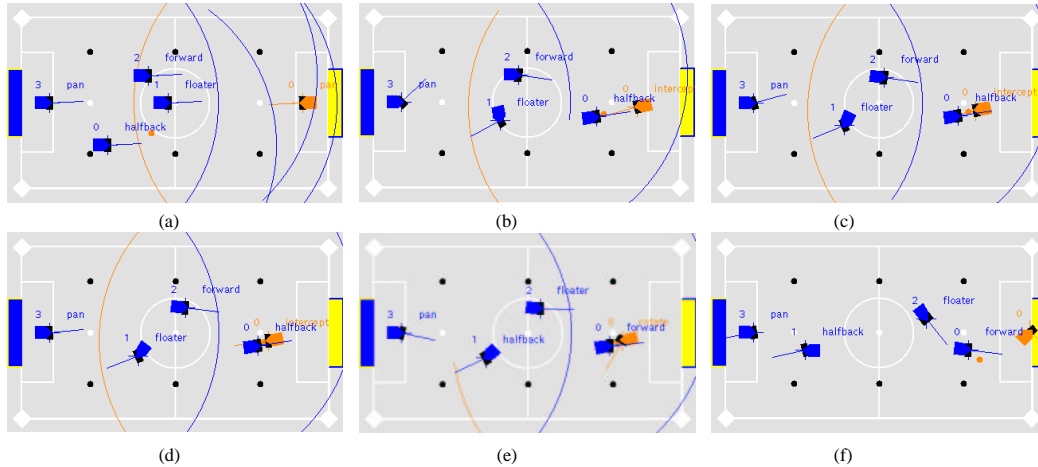 2 forward
0 pan
3 pan
1 floater
0 halfback
(a)
2 forward
0 halfback
intercept
3 pan
1 floater
(b)
2 forward
0
0 halfback
intercept
3 pan
1 floater
(c)
2 forward
3 pan
0 intercept
0 halfback
1 floater
(d)
2 floater
3 pan
0 rotate
0 forward
1 halfback
(e)
2 floater
0
3 pan
1 halfback
0 forward
(f)